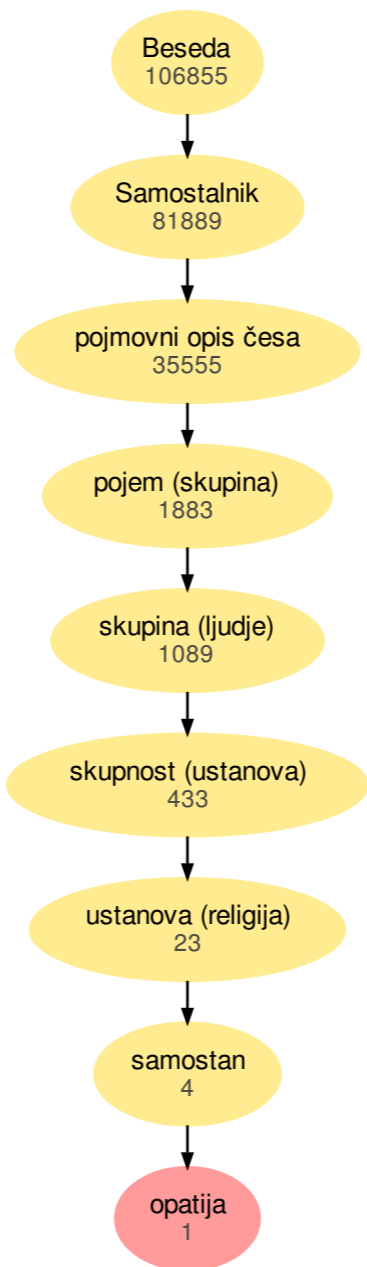 Beseda
106855
Samostalnik
81889
pojmovni opis česa
35555
pojem (skupina)
1883
skupina (ljudje)
1089
skupnost (ustanova)
433
ustanova (religija)
23
samostan
4
opatija
1